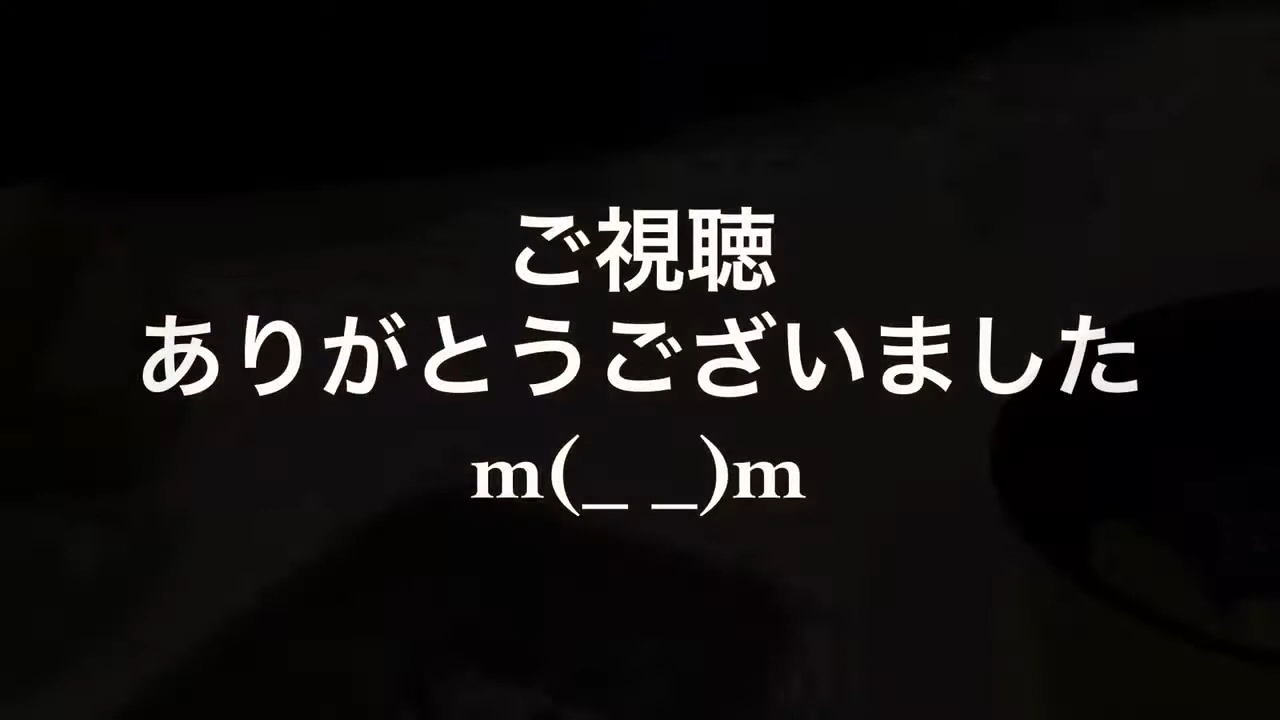 ご視聴
ありがとうございました
m(_ _)m